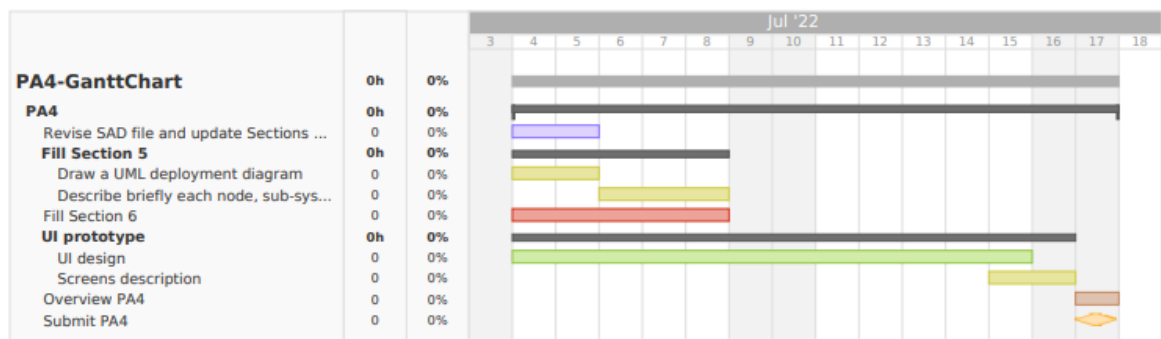 Jul '22
3 4 5 6 7 8 9 10 11 12 13 14 15 16 17 18
PA4-GanttChart 0h 0%
PA4 0h 0%
Revise SAD file and update Sections ... 0 0%
Fill Section 5 0h 0%
Draw a UML deployment diagram 0 0%
Describe briefly each node, sub-sys... 0 0%
Fill Section 6 0 0%
UI prototype 0h 0%
UI design 0 0%
Screens description 0 0%
Overview PA4 0 0%
Submit PA4 0 0%